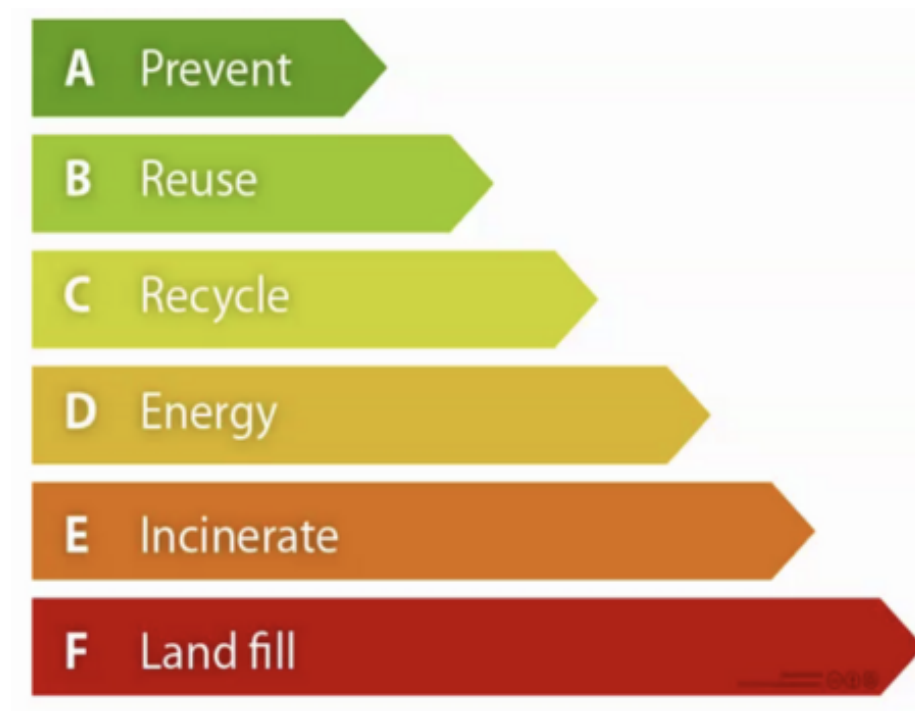 A Prevent
B Reuse
C Recycle
D Energy
E Incinerate
F Land fill